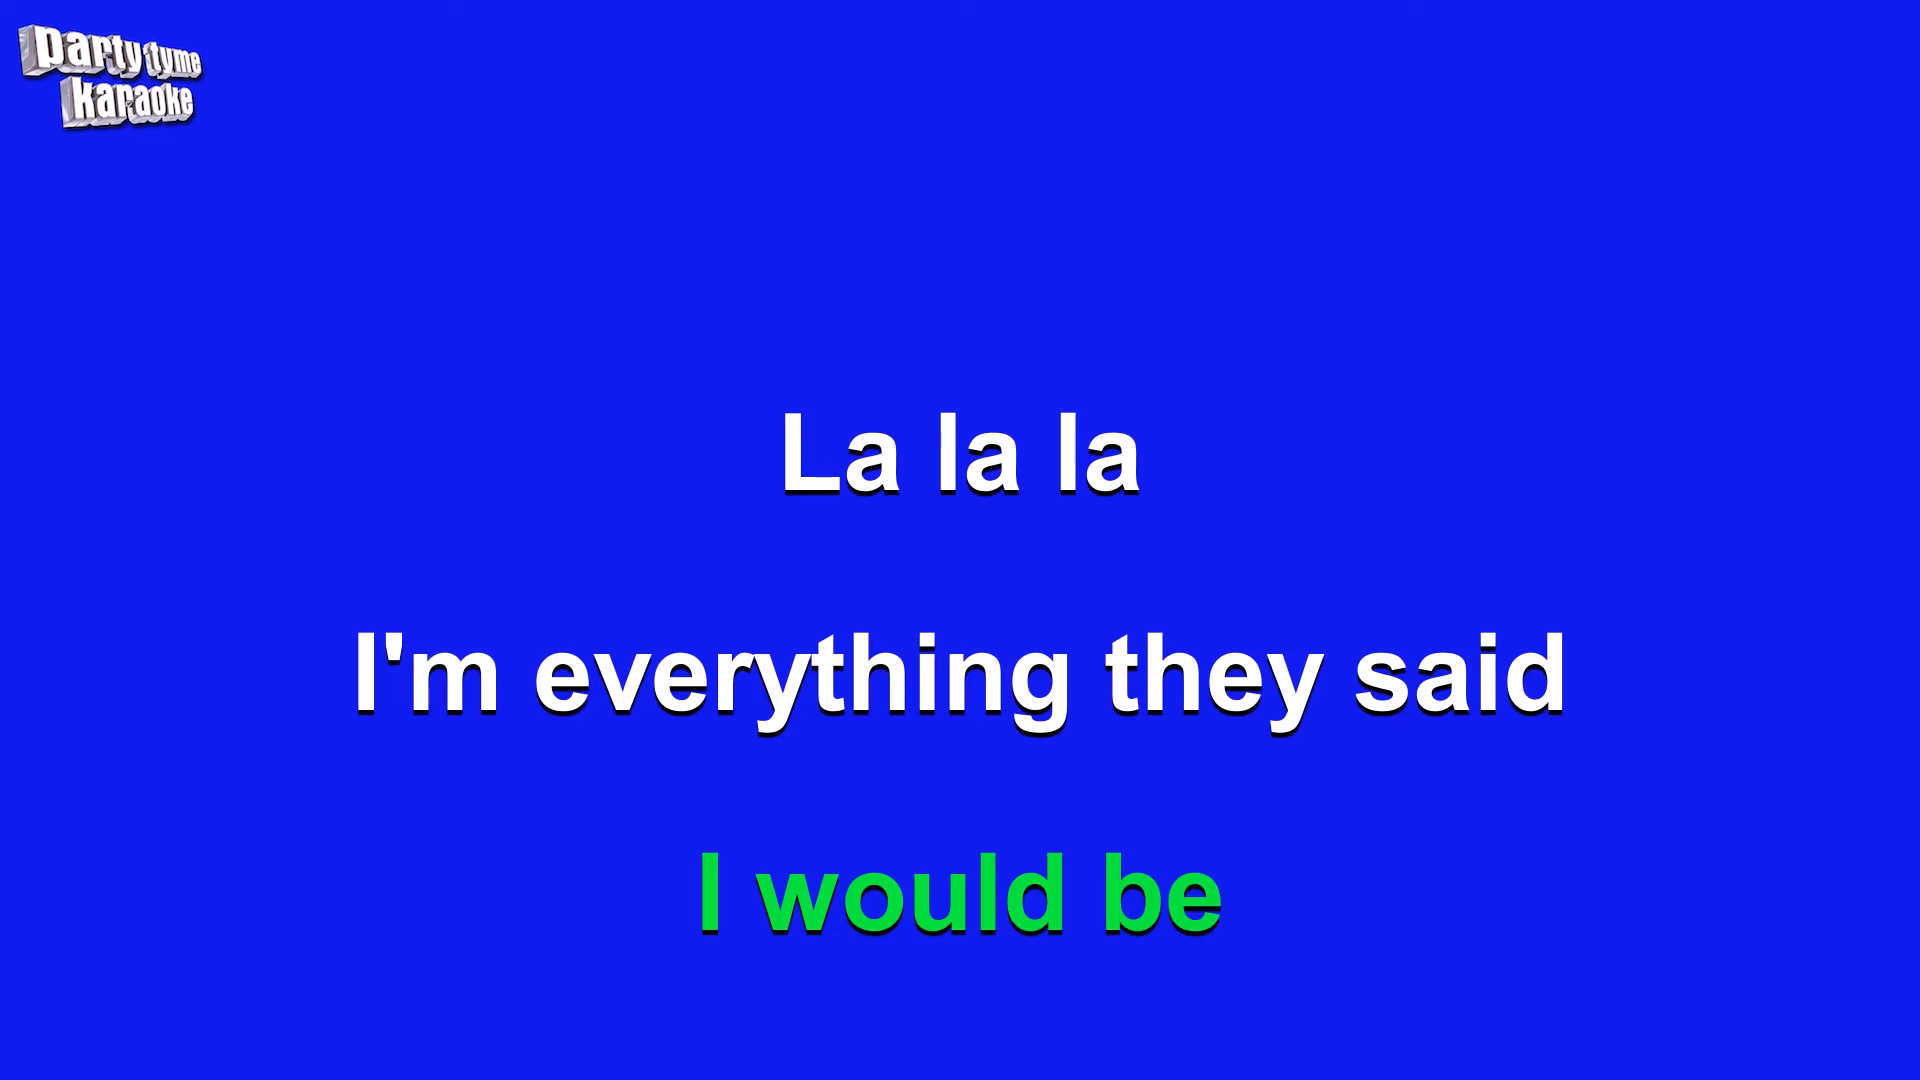 party tyme
karaoke
La la la
I'm everything they said
I would be